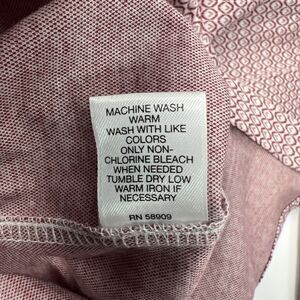 MACHINE WASH
WARM
WASH WITH LIKE
COLORS
ONLY NON-
CHLORINE BLEACH
WHEN NEEDED
TUMBLE DRY LOW
WARM IRON IF
NECESSARY
RN 58909